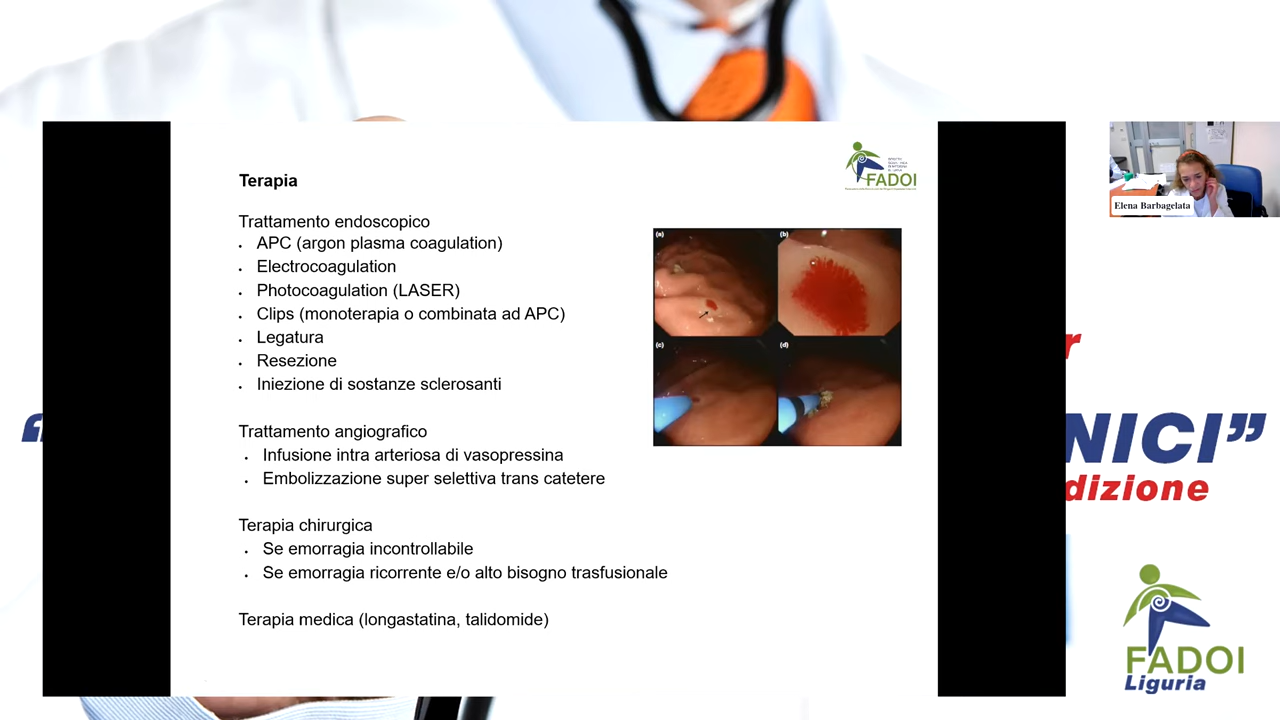 Terapia
FADOI
Trattamento endoscopico
• APC (argon plasma coagulation)
• Electrocoagulation
• Photocoagulation (LASER)
• Clips (monoterapia o combinata ad APC)
• Legatura
• Resezione
• Iniezione di sostanze sclerosanti
(a)
(b)
(c)
(d)
Trattamento angiografico
• Infusione intra arteriosa di vasopressina
• Embolizzazione super selettiva trans catetere
Terapia chirurgica
• Se emorragia incontrollabile
• Se emorragia ricorrente e/o alto bisogno trasfusionale
Terapia medica (longastatina, talidomide)
Elena Barbagelata
r
“
NICI”
dizione
FADOI
Liguria